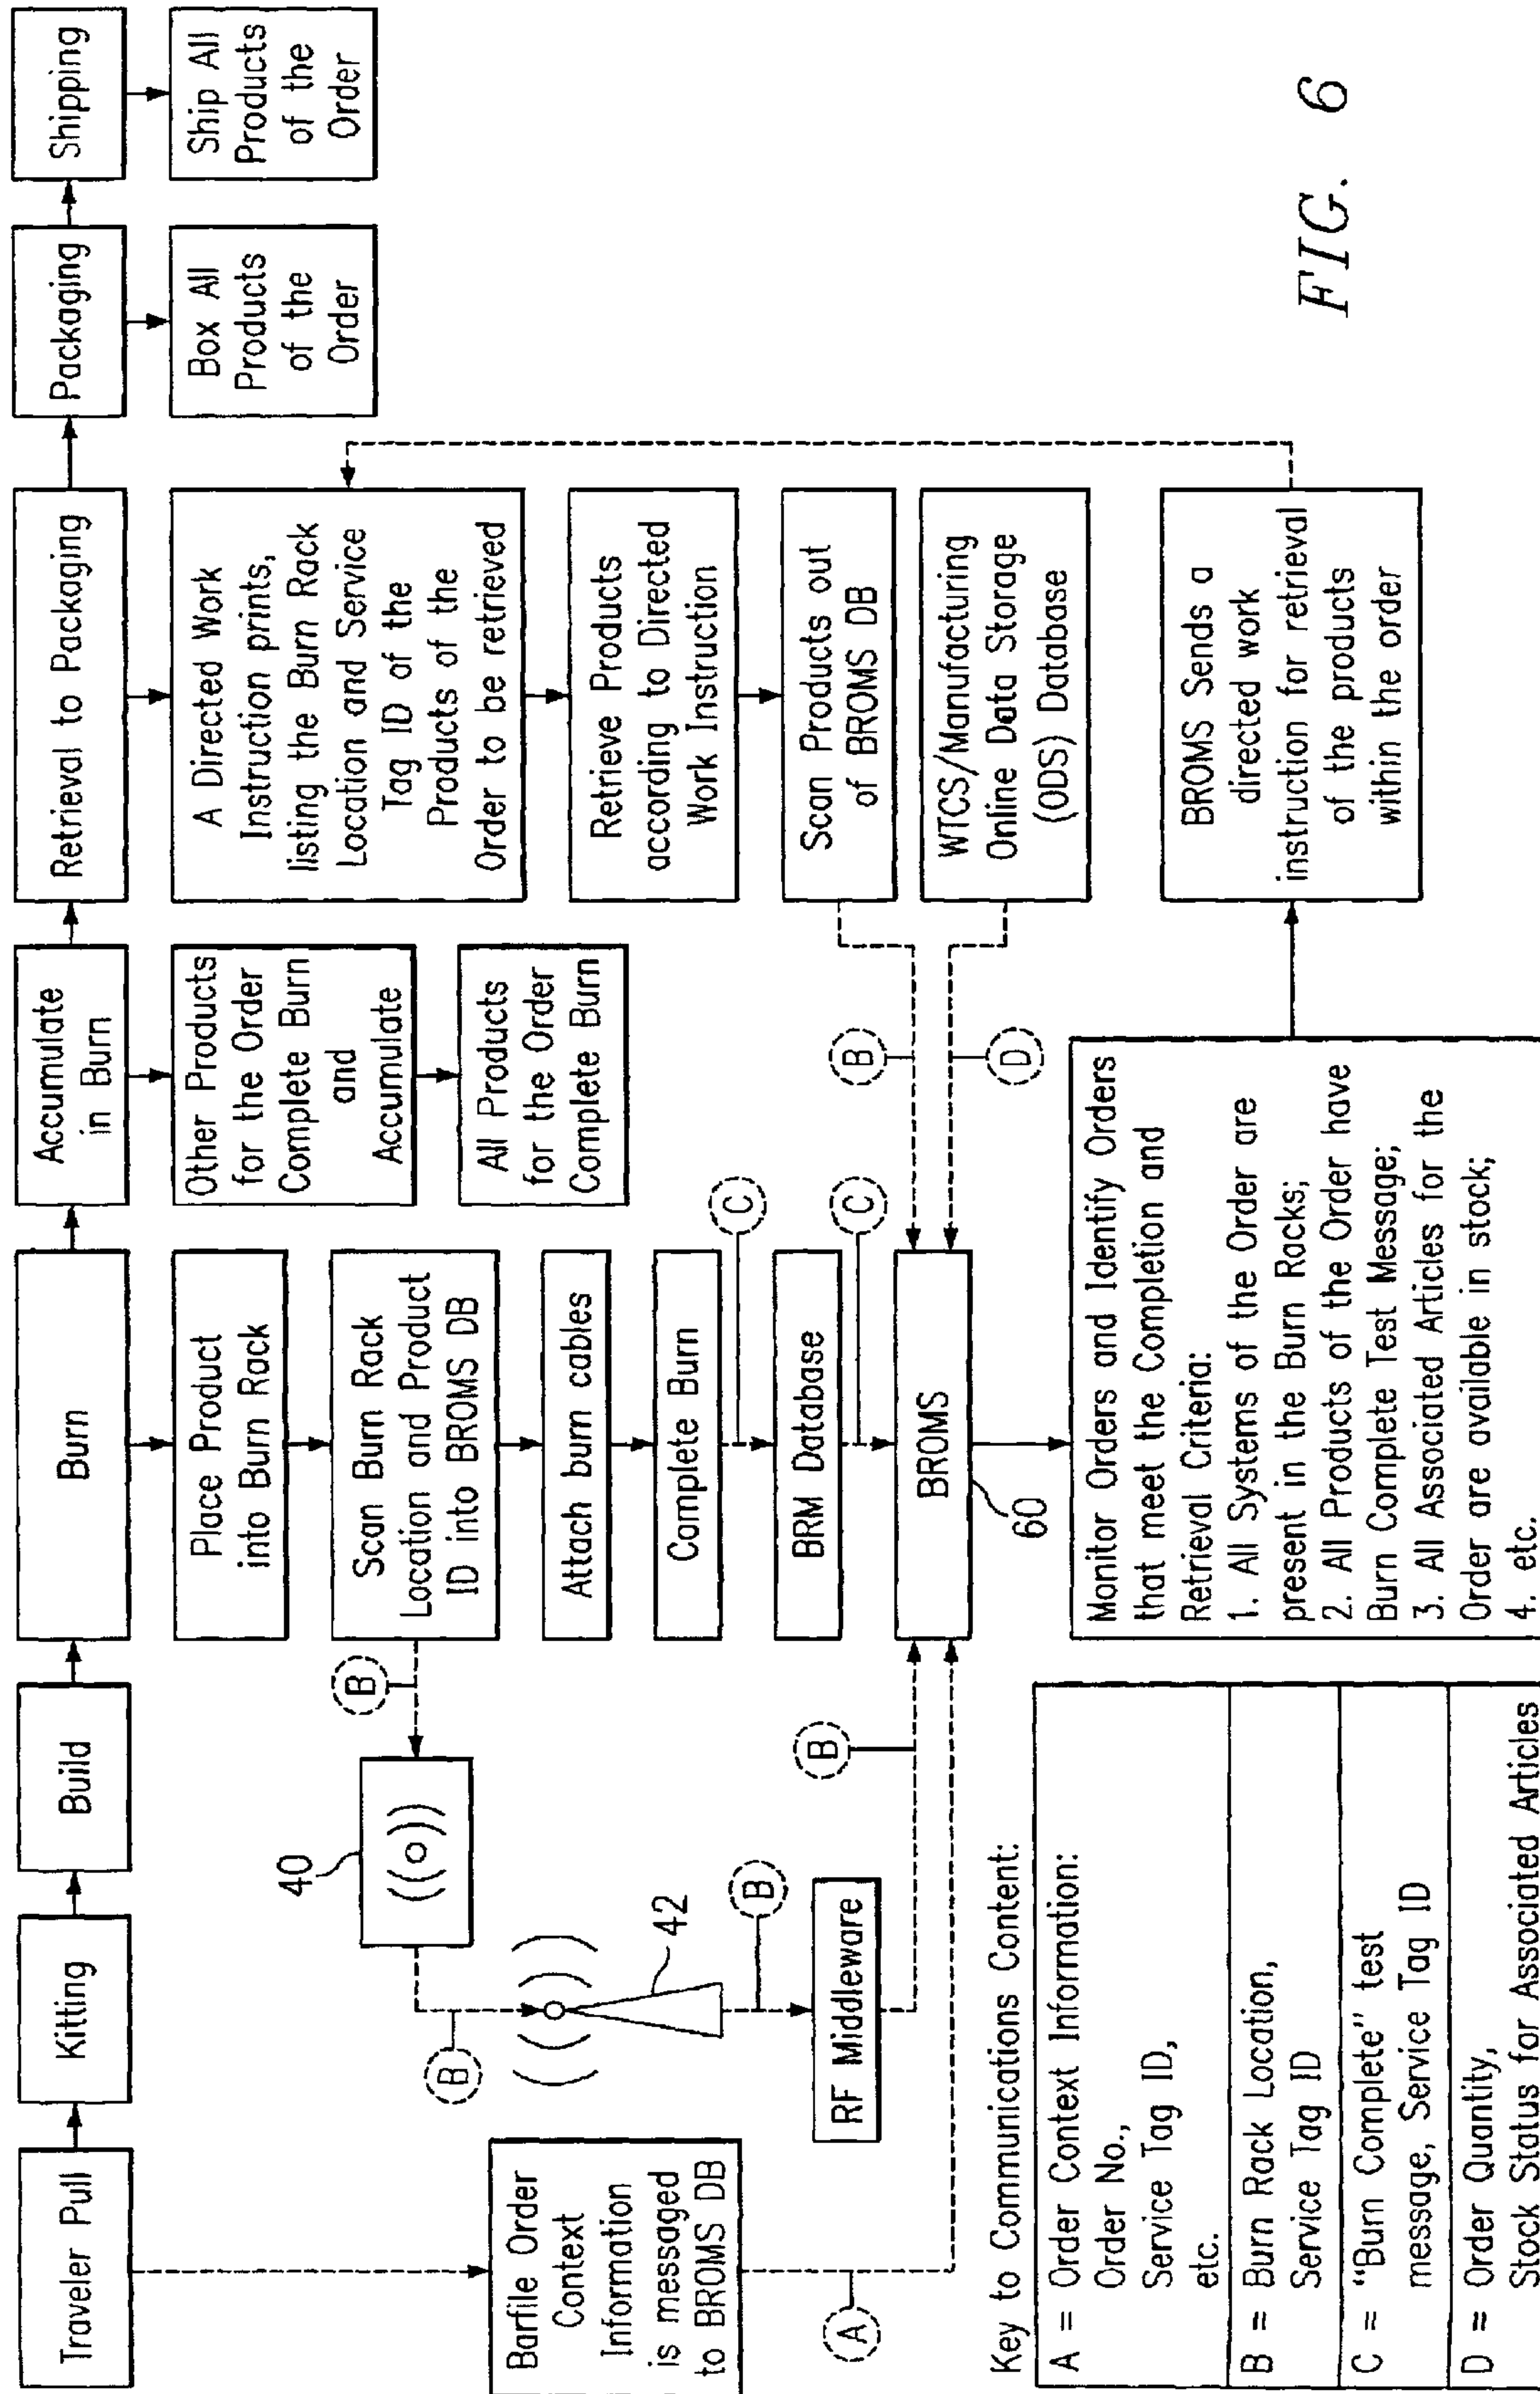 Traveler Pull
Kitting
Build
Burn
Accumulate
in Burn
Retrieval to Packaging
Packaging
Shipping
Barfile Order
Context
Information
is messaged
to BROMS DB
A
40
B
B
42
B
RF Middleware
B
Place Product
into Burn Rack
Scan Burn Rack
Location and Product
ID into BROMS DB
Attach burn cables
Complete Burn
C
BRM Database
C
BROMS
60
Other Products
for the Order
Complete Burn
and
Accumulate
All Products
for the Order
Complete Burn
B
D
A Directed Work
Instruction prints,
listing the Burn Rack
Location and Service
Tag ID of the
Products of the
Order to be retrieved
Retrieve Products
according to Directed
Work Instruction
Scan Products out
of BROMS DB
WTCS/Manufacturing
Online Data Storage
(ODS) Database
Box All
Products
of the
Order
Ship All
Products
of the
Order
Key to Communications Content:
A = Order Context Information:
Order No.,
Service Tag ID,
etc.
B = Burn Rack Location,
Service Tag ID
C = "Burn Complete" test
message, Service Tag ID
D = Order Quantity,
Stock Status for Associated Articles
Monitor Orders and Identify Orders
that meet the Completion and
Retrieval Criteria:
1. All Systems of the Order are
present in the Burn Racks;
2. All Products of the Order have
Burn Complete Test Message;
3. All Associated Articles for the
Order are available in stock;
4. etc.
BROMS Sends a
directed work
instruction for retrieval
of the products
within the order
FIG. 6